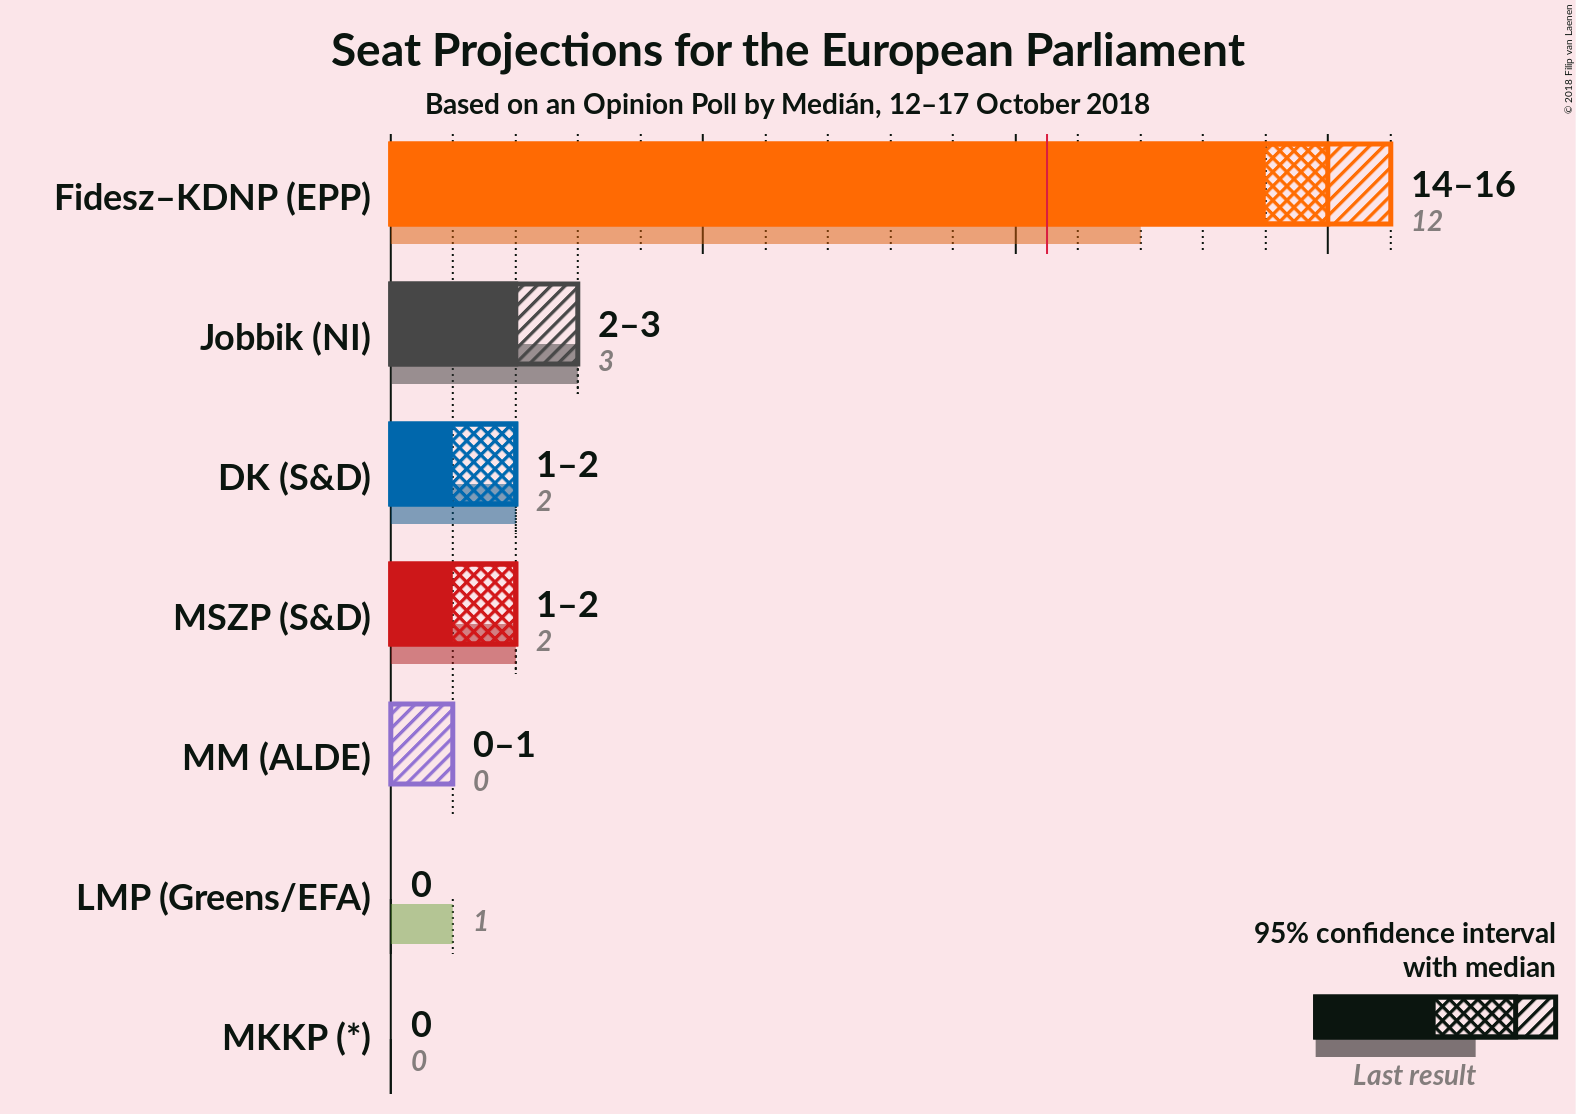 Seat Projections for the European Parliament
Based on an Opinion Poll by Medián, 12–17 October 2018
© 2018 Filip van Laenen
Fidesz–KDNP (EPP)
14–16
12
Jobbik (NI)
2–3
3
DK (S&D)
1–2
2
MSZP (S&D)
1–2
2
MM (ALDE)
0–1
0
LMP (Greens/EFA)
0
1
MKKP (*)
0
0
95% confidence interval
with median
Last result